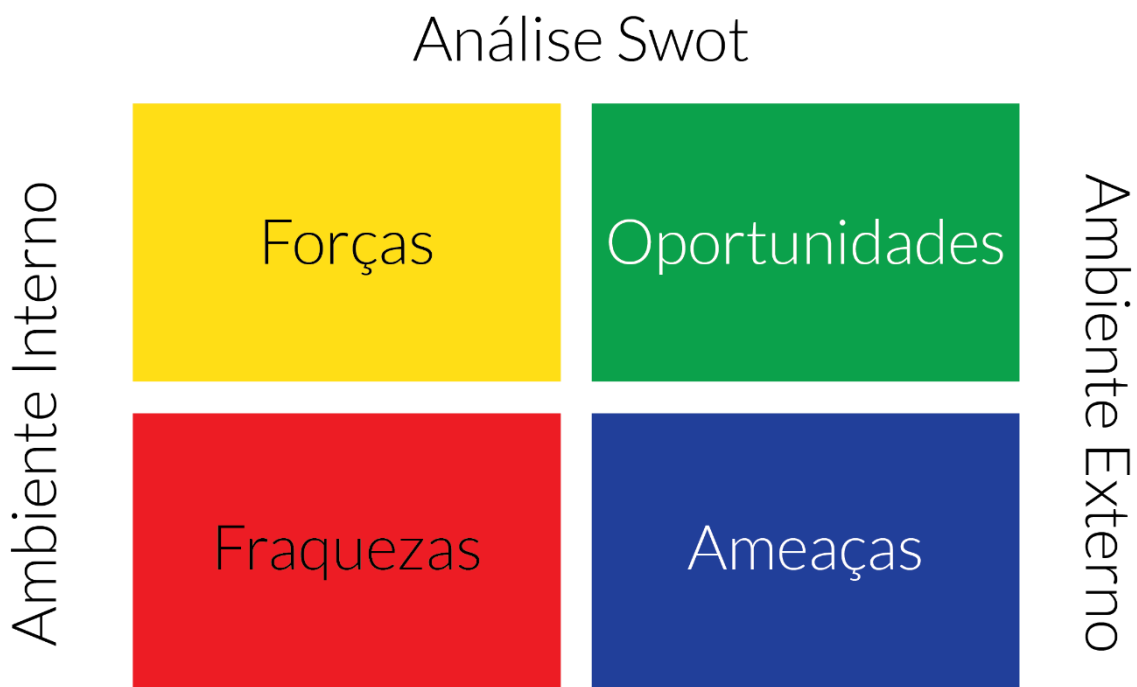 Análise Swot
Ambiente Interno
Forças
Oportunidades
Fraquezas
Ameaças
Ambiente Externo